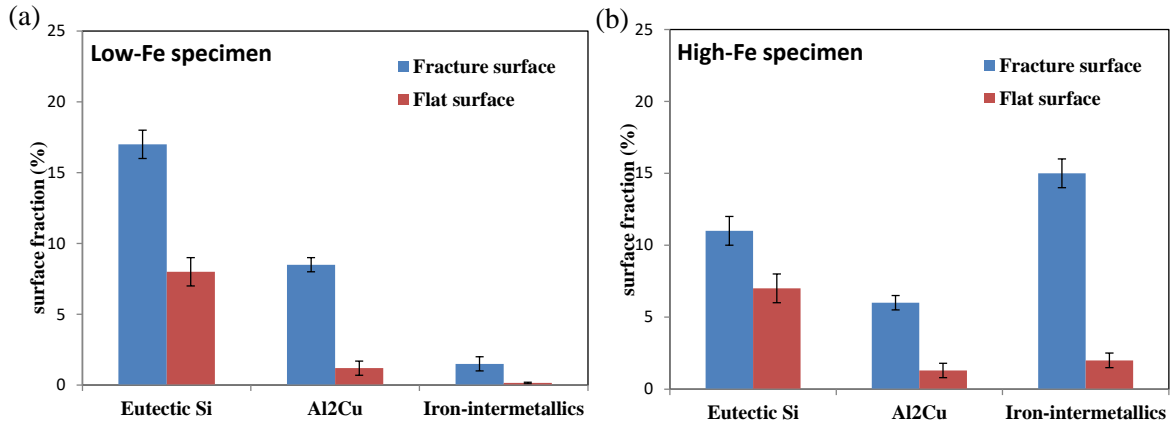 (a)
Low-Fe specimen
Fracture surface
Flat surface
surface fraction (%)
25
20
15
10
5
0
Eutectic Si Al2Cu Iron-intermetallics
(b)
High-Fe specimen
Fracture surface
Flat surface
surface fraction (%)
25
20
15
10
5
0
Eutectic Si Al2Cu Iron-intermetallics